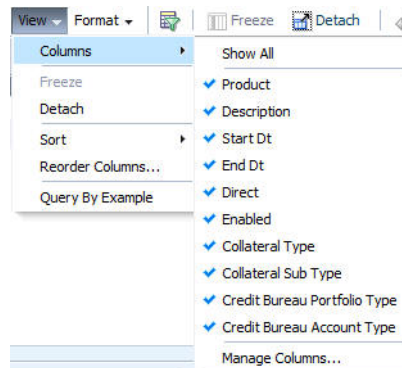 View Format Freeze Detach
Columns
Show All
Freeze
Product
Detach
Description
Sort
Start Dt
Reorder Columns...
End Dt
Query By Example
Direct
Enabled
Collateral Type
Collateral Sub Type
Credit Bureau Portfolio Type
Credit Bureau Account Type
Manage Columns...